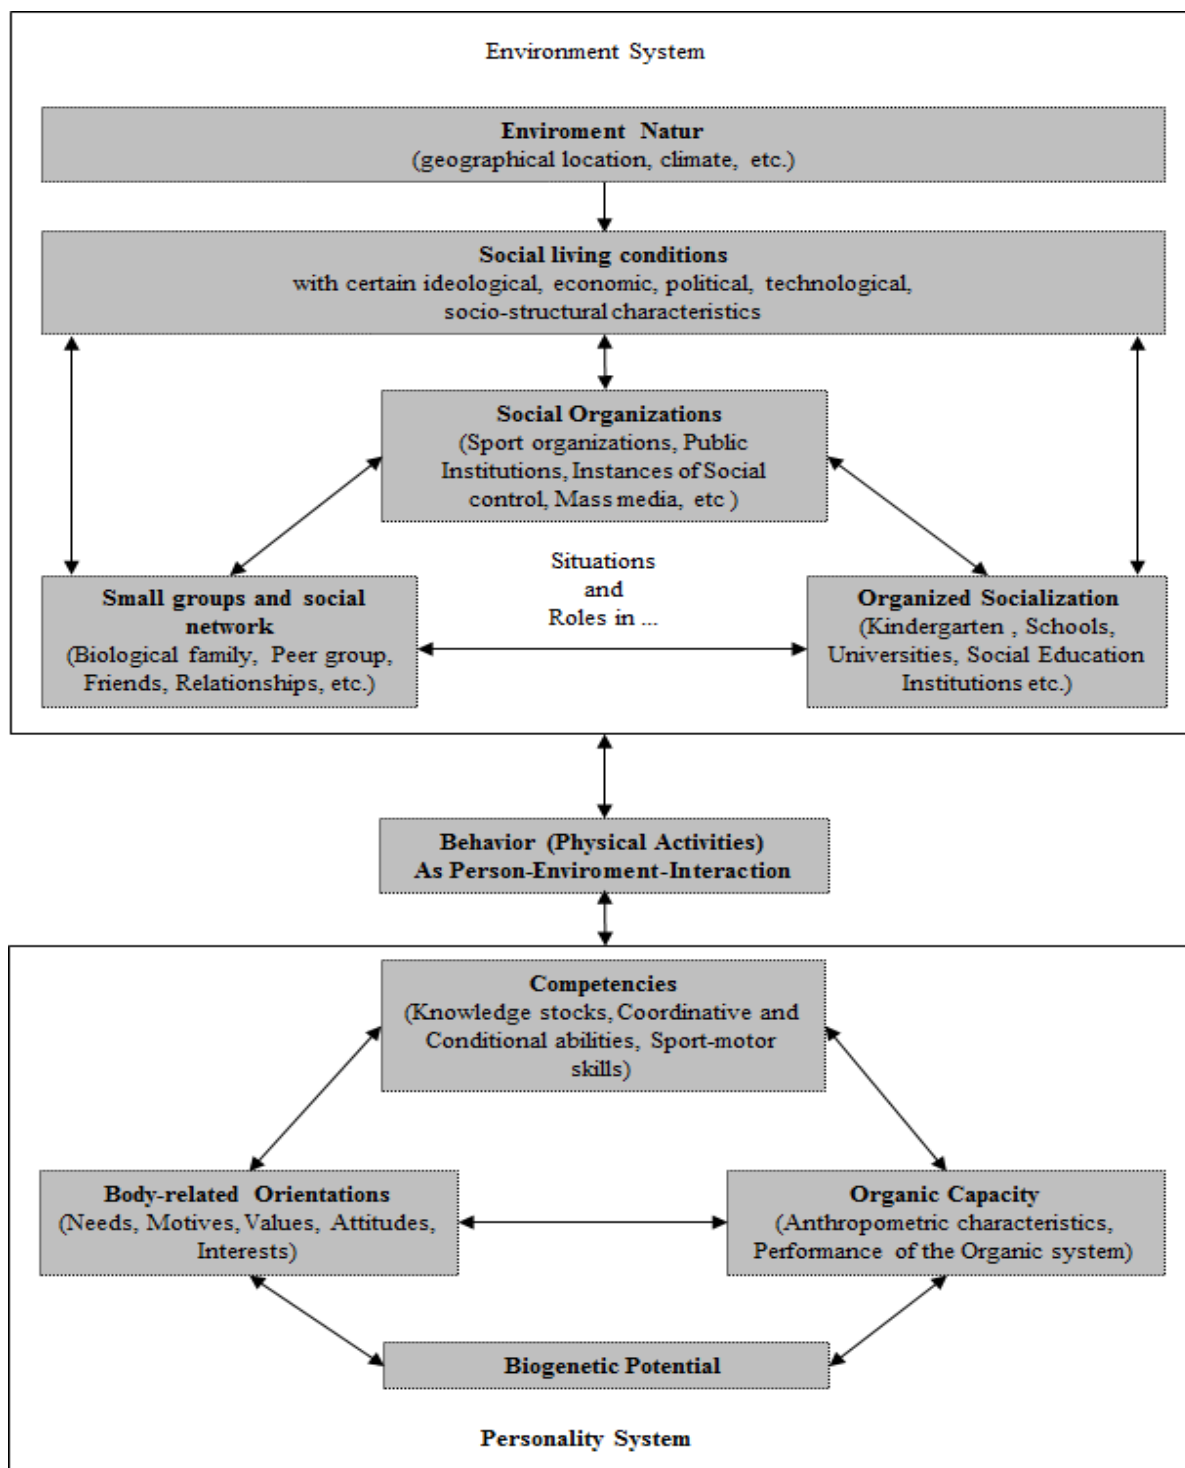 Environment System
Enviroment Natur
(geographical location, climate, etc.)
Social living conditions
with certain ideological, economic, political, technological,
socio-structural characteristics
Social Organizations
(Sport organizations, Public
Institutions, Instances of Social
control, Mass media, etc )
Situations
and
Roles in ...
Small groups and social
network
(Biological family, Peer group,
Friends, Relationships, etc.)
Organized Socialization
(Kindergarten , Schools,
Universities, Social Education
Institutions etc.)
Behavior (Physical Activities)
As Person-Enviroment-Interaction
Competencies
(Knowledge stocks, Coordinative and
Conditional abilities, Sport-motor
skills)
Body-related Orientations
(Needs, Motives, Values, Attitudes,
Interests)
Organic Capacity
(Anthropometric characteristics,
Performance of the Organic system)
Biogenetic Potential
Personality System